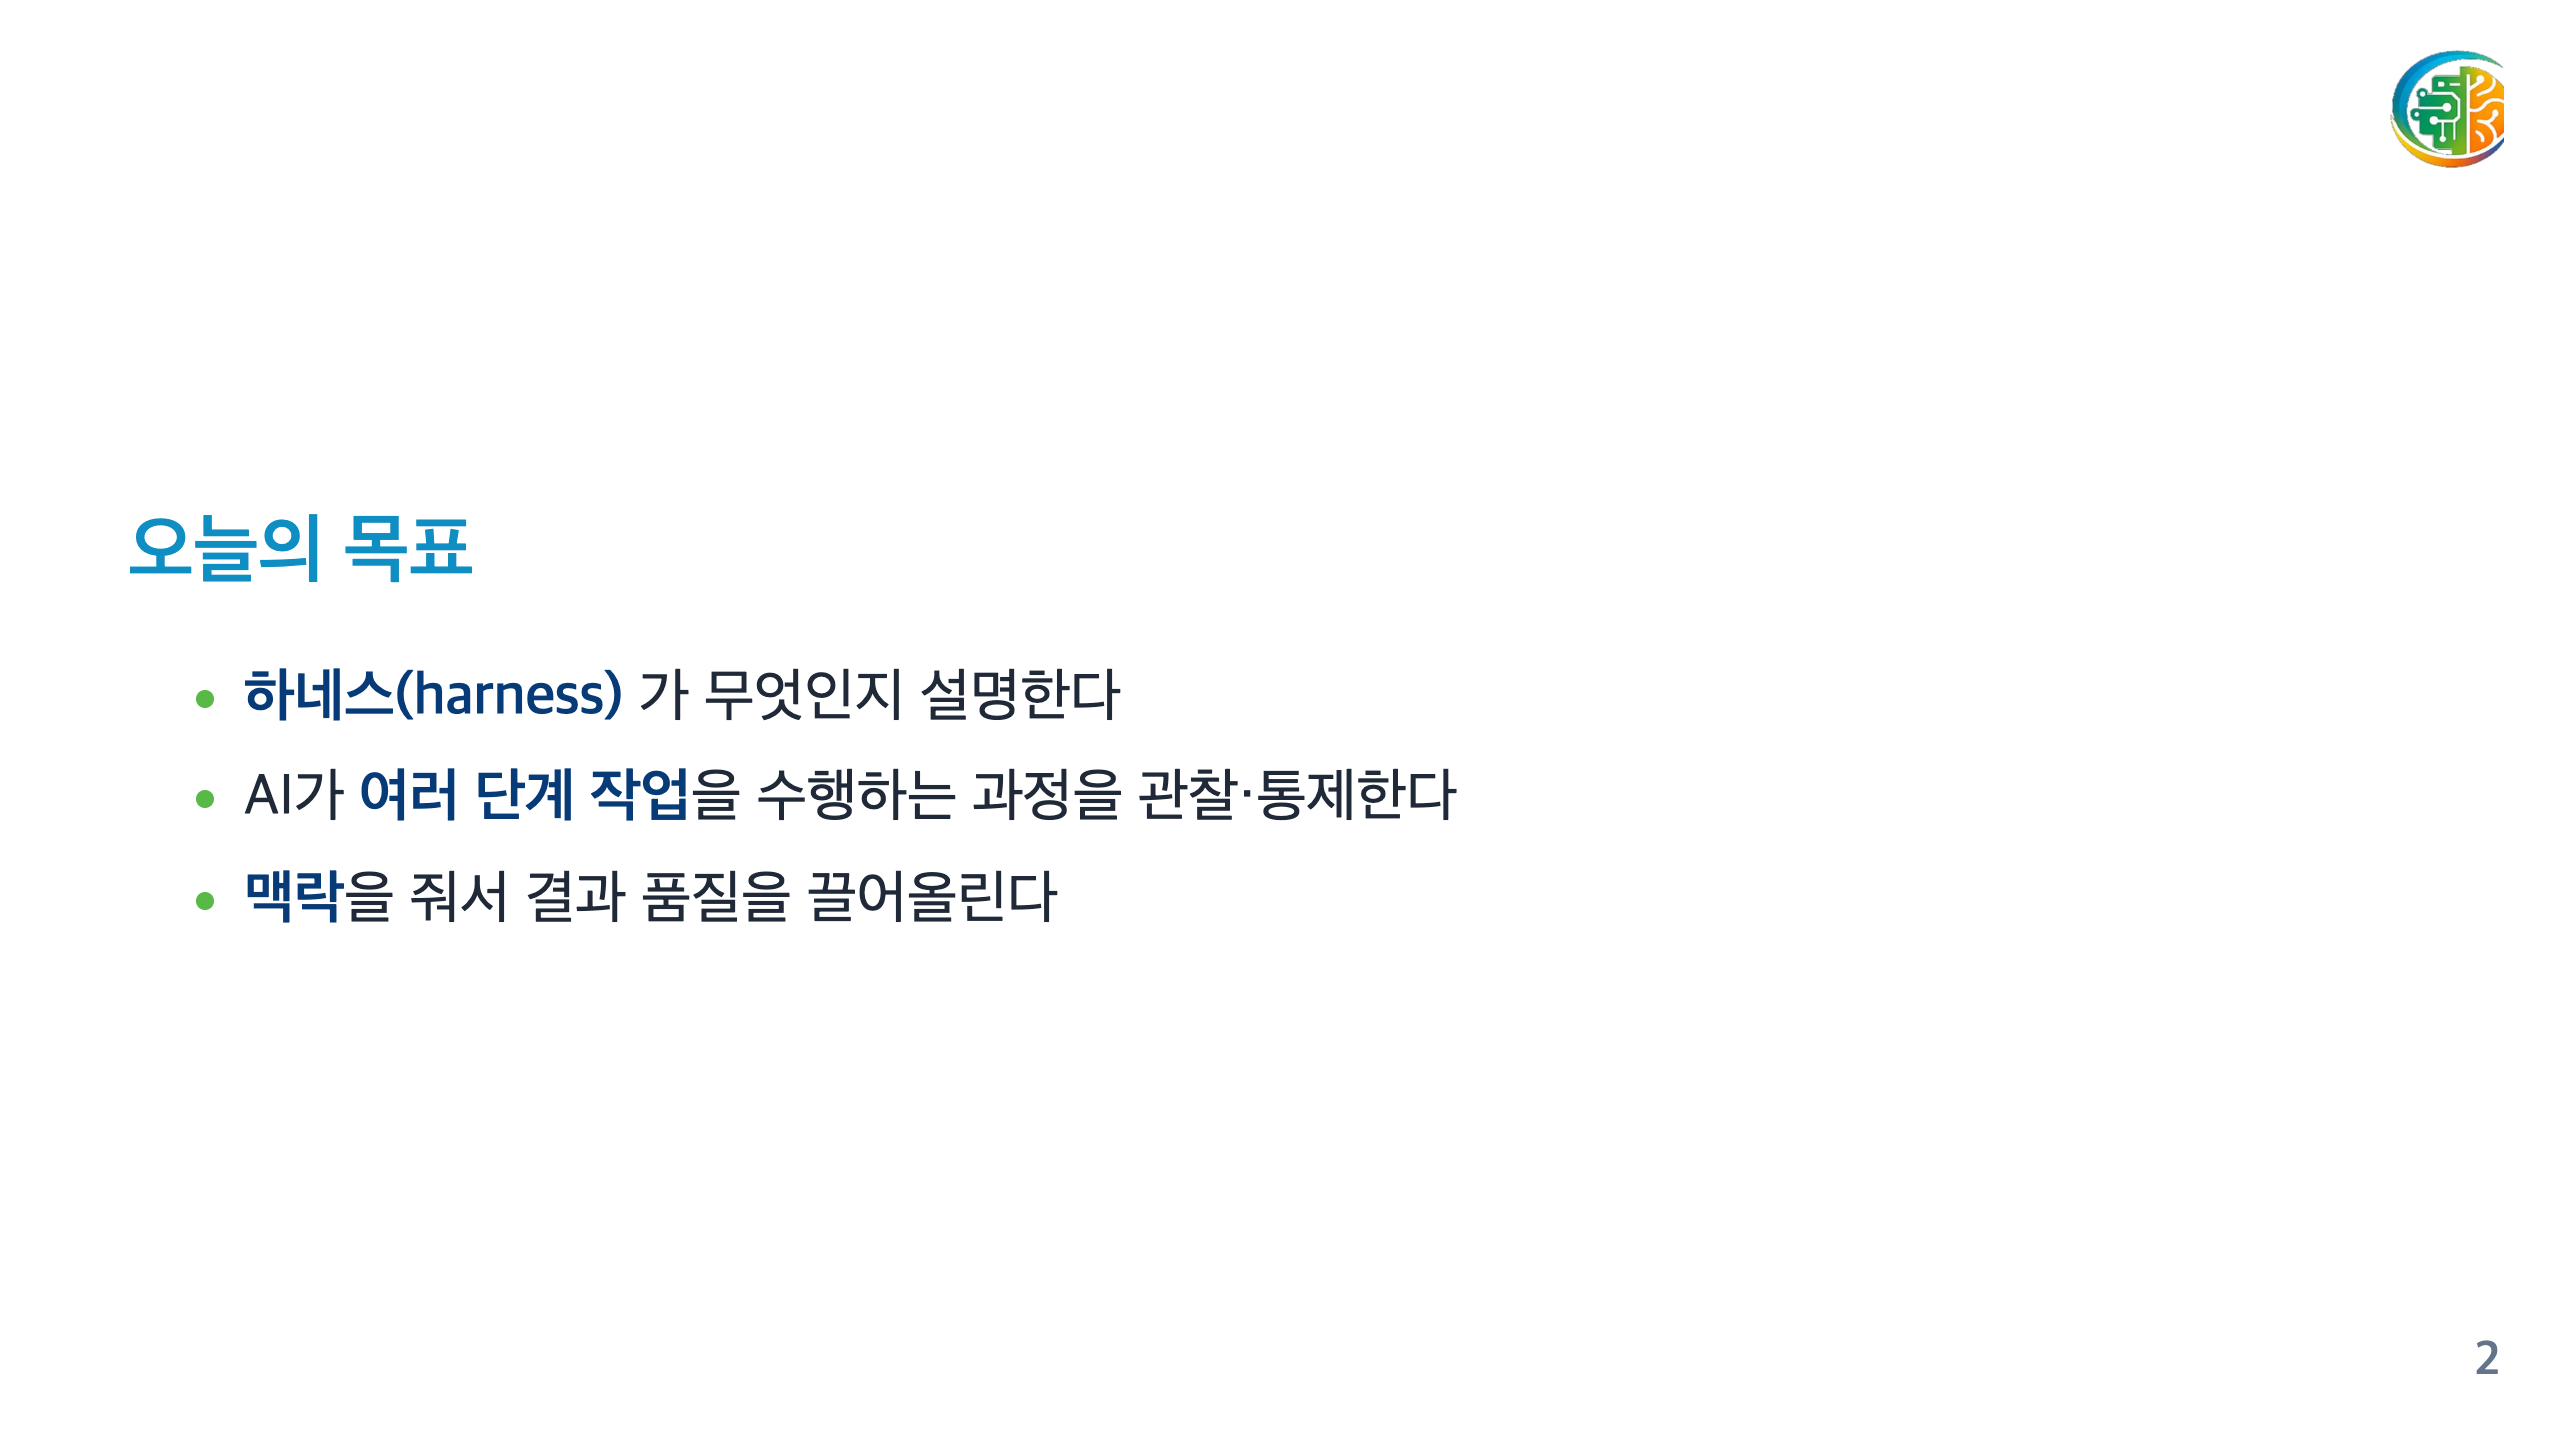 오늘의 목표
하네스(harness) 가 무엇인지 설명한다
AI가 여러 단계 작업을 수행하는 과정을 관찰·통제한다
맥락을 줘서 결과 품질을 끌어올린다
2